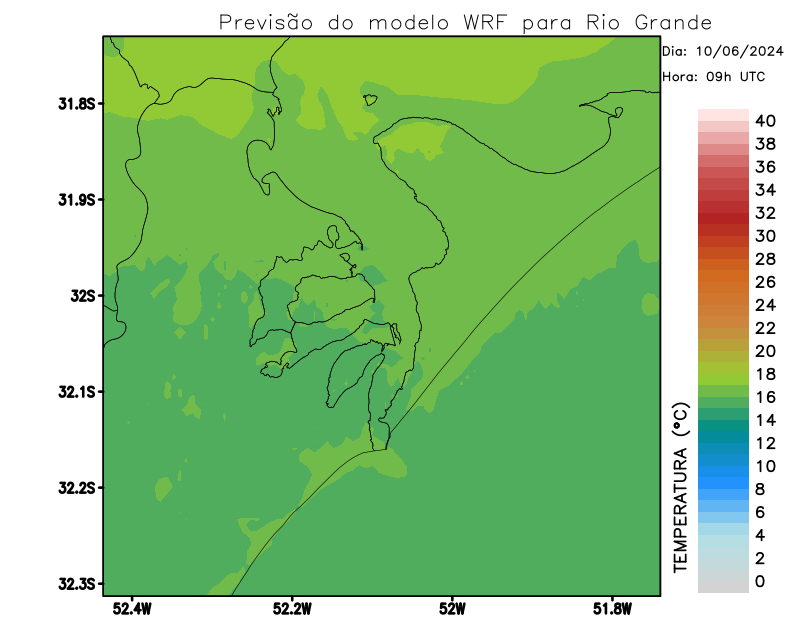 Previsão do modelo WRF para Rio Grande
Dia: 10/06/2024
Hora: 09h UTC
31.8S
31.9S
32S
32.1S
32.2S
32.3S
52.4W
52.2W
52W
51.8W
TEMPERATURA (°C)
40
38
36
34
32
30
28
26
24
22
20
18
16
14
12
10
8
6
4
2
0